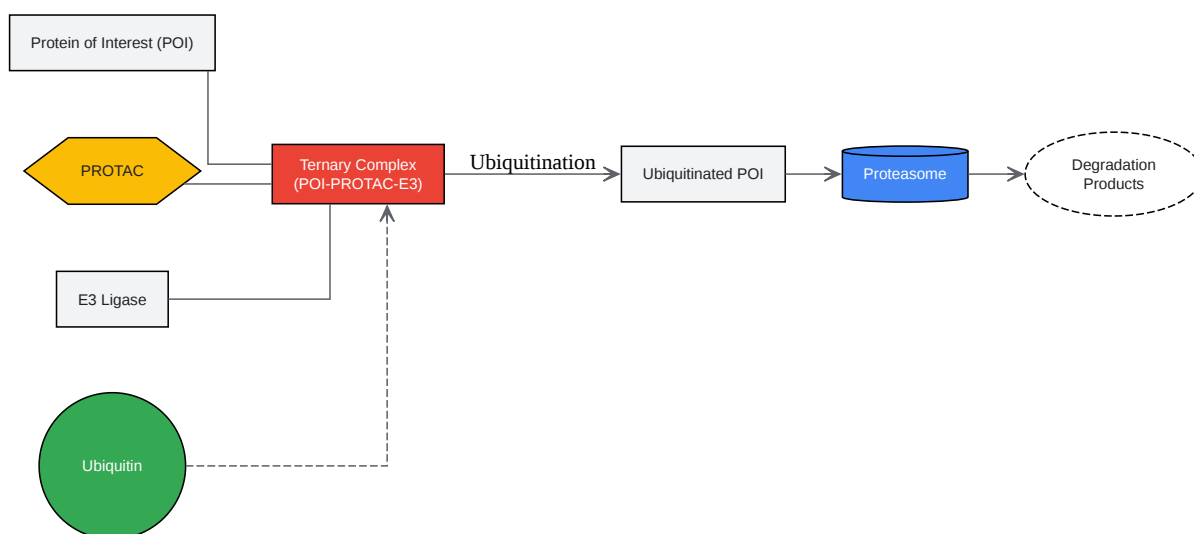 Protein of Interest (POI)
PROTAC
Ternary Complex
(POI-PROTAC-E3)
Ubiquitination
Ubiquitinated POI
Proteasome
Degradation
Products
E3 Ligase
Ubiquitin